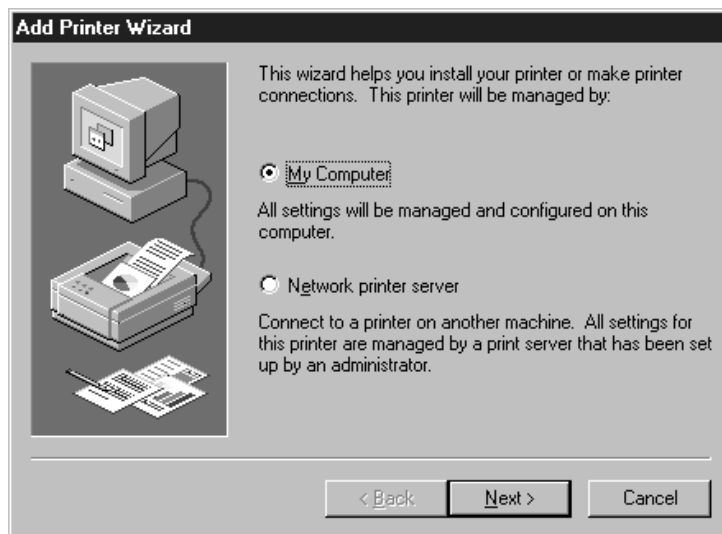 Add Printer Wizard
This wizard helps you install your printer or make printer
connections.  This printer will be managed by:
My Computer
All settings will be managed and configured on this
computer.
Network printer server
Connect to a printer on another machine.  All settings for
this printer are managed by a print server that has been set
up by an administrator.
< Back
Next >
Cancel